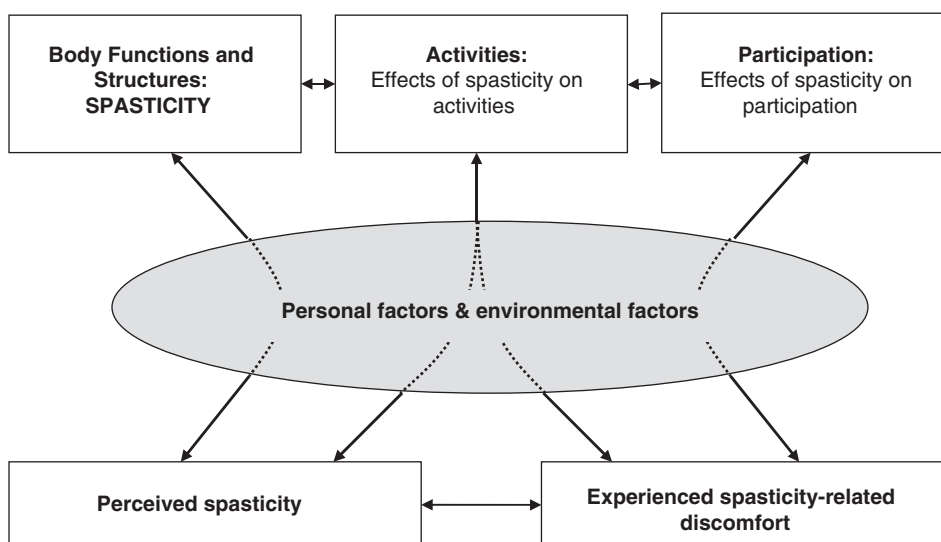 Body Functions and
Structures:
SPASTICITY
Activities:
Effects of spasticity on
activities
Participation:
Effects of spasticity on
participation
Personal factors & environmental factors
Perceived spasticity
Experienced spasticity-related
discomfort